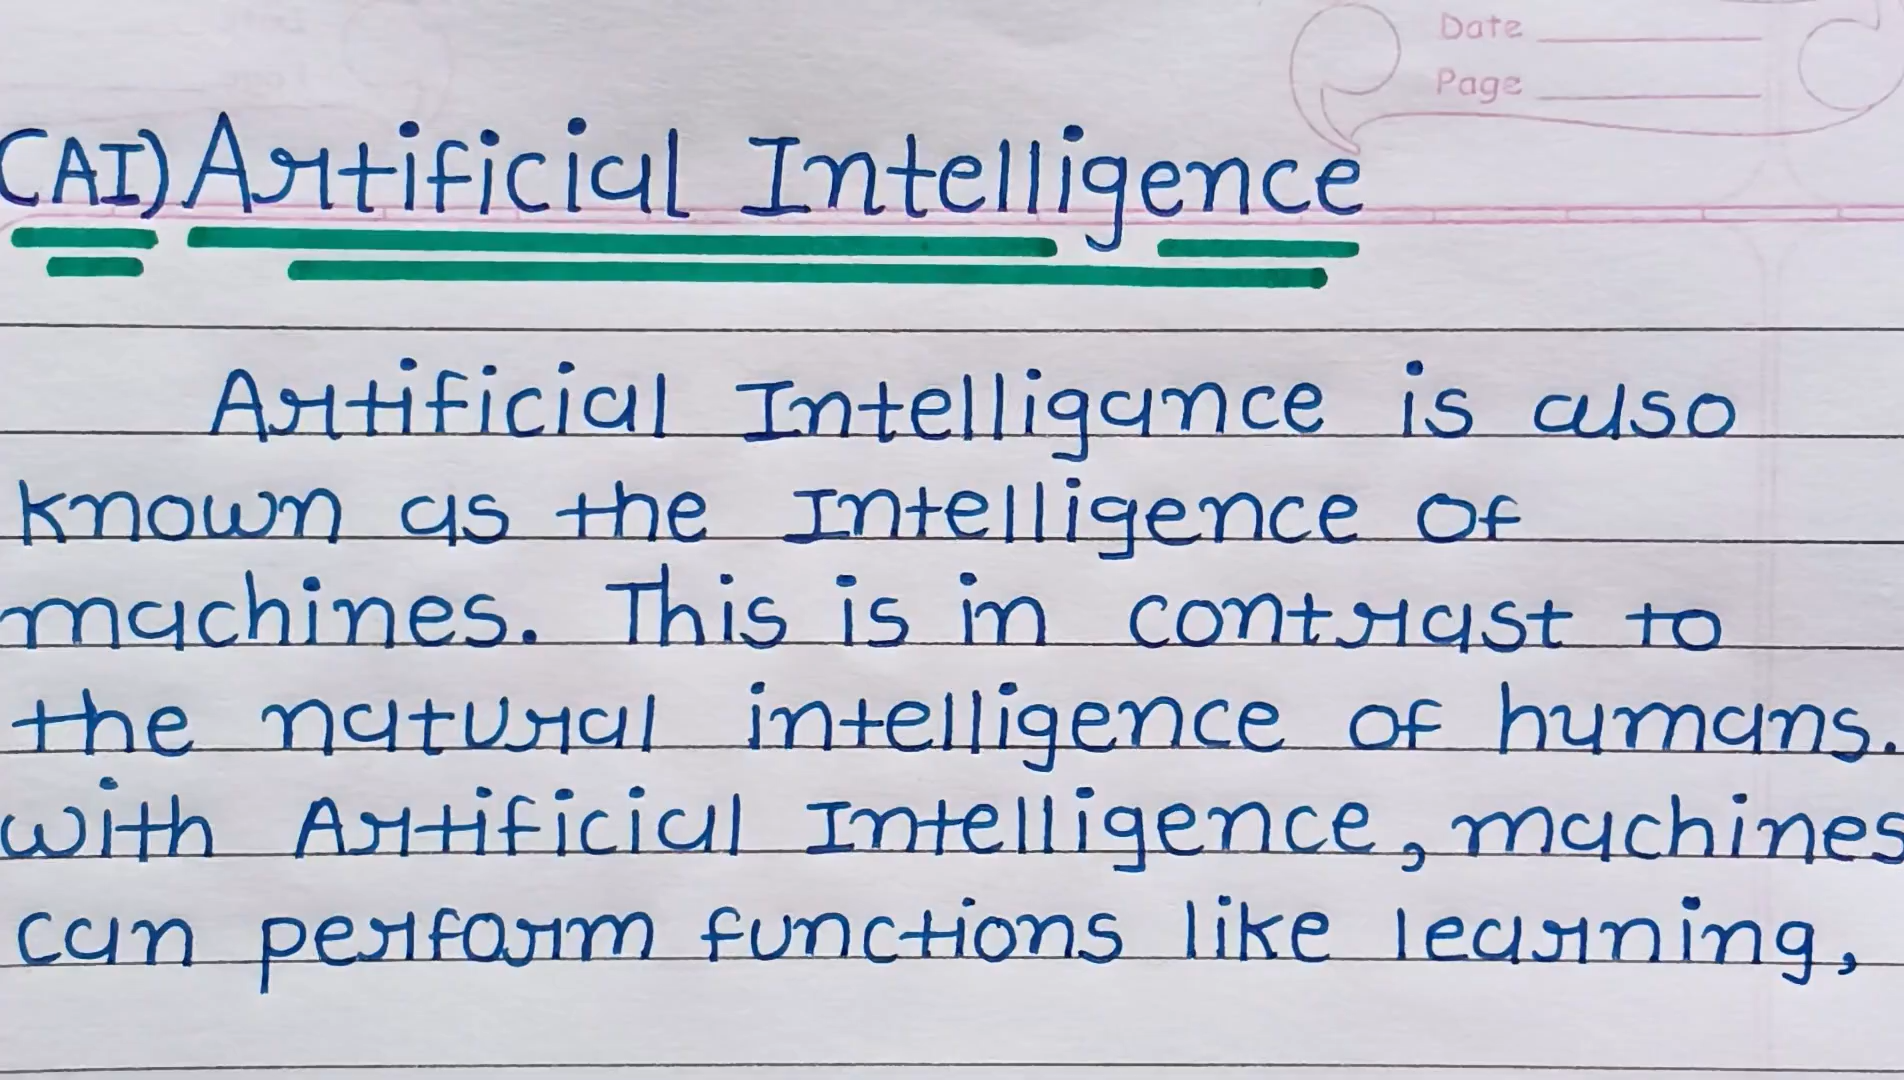 Date
Page
(AI) Artificial Intelligence
Artificial Intelligance is also
known as the Intelligence of
machines. This is in contrast to
the natural intelligence of humans.
with Artificial Intelligence, machines
can perform functions like learning,